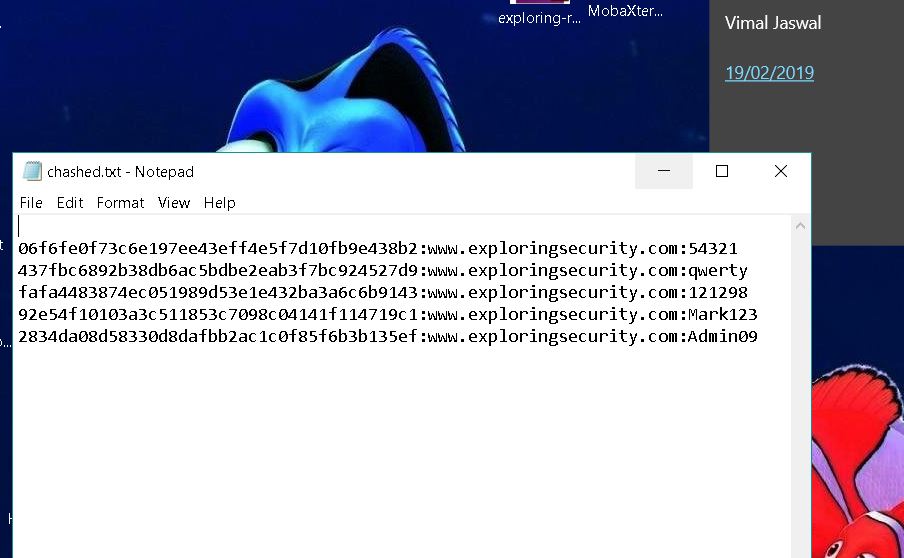 exploring-r...
MobaXter...
Vimal Jaswal
19/02/2019
chashed.txt - Notepad
File Edit Format View Help
06f6fe0f73c6e197ee43eff4e5f7d10fb9e438b2:www.exploringsecurity.com:54321
437fbc6892b38db6ac5bdbe2eab3f7bc924527d9:www.exploringsecurity.com:qwerty
fafa4483874ec051989d53e1e432ba3a6c6b9143:www.exploringsecurity.com:121298
92e54f10103a3c511853c7098c04141f114719c1:www.exploringsecurity.com:Mark123
2834da08d58330d8dafbb2ac1c0f85f6b3b135ef:www.exploringsecurity.com:Admin09